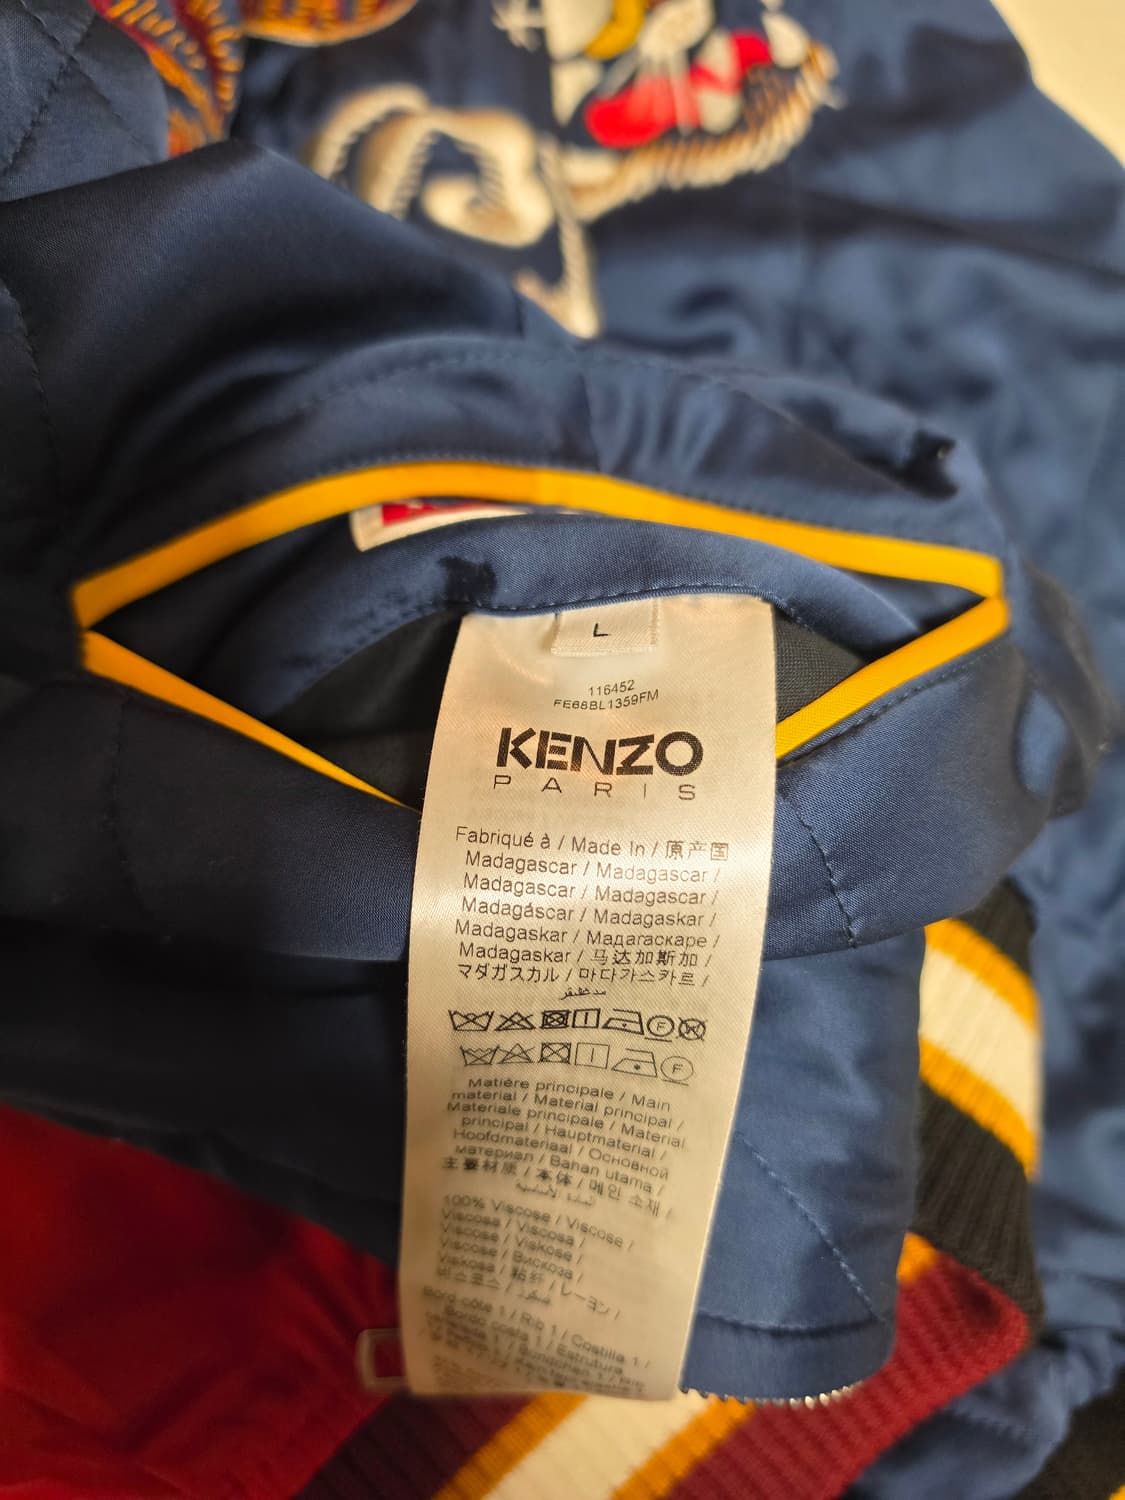 L
116452
FE68BL1359FM
KENZO
PARIS
Fabriqué à / Made In / 原产国
Madagascar / Madagascar /
Madagascar / Madagascar /
Madagáscar / Madagaskar /
Madagaskar / Мадагаскаре /
Madagaskar / 马达加斯加 /
マダガスカル / 마다가스카르 /
مدغشقر
F
F
Matière principale / Main
material / Material principal /
Materiale principale / Material
principal / Hauptmaterial /
Hoofdmateriaal / Основной
материал / Bahan utama /
主要材质 / 本体 / 메인 소재 /
100% Viscose / Viscose /
Viscosa / Viscosa /
Viscose / Viskose /
Viscose / Вискоза /
Viskosa / 粘纤 / レーヨン /
비스코스 /
Bord côte 1 / Rib 1 / Costilla 1 /
Bordo costa 1 / Estrutura